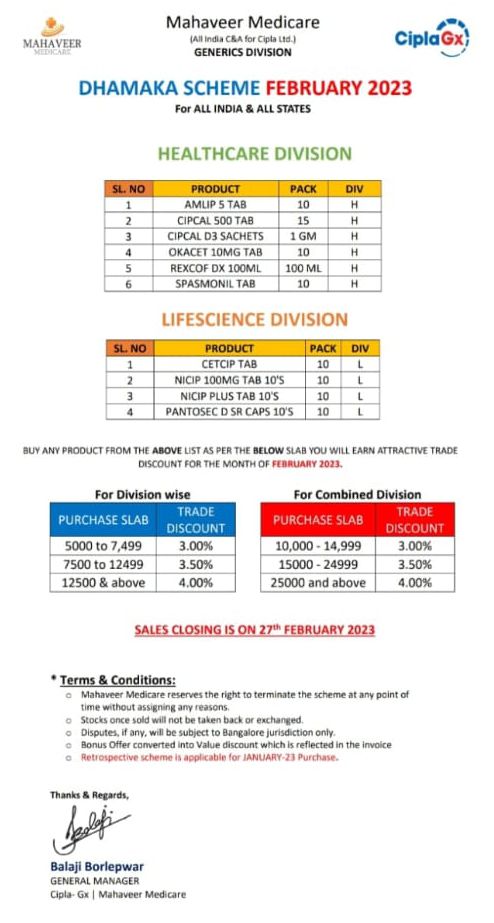 MAHAVEER
MEDICARE
Mahaveer Medicare
(All India C&A for Cipla Ltd.)
GENERICS DIVISION
CiplaGx
DHAMAKA SCHEME FEBRUARY 2023
For ALL INDIA & ALL STATES
HEALTHCARE DIVISION
SL. NO PRODUCT PACK DIV
1 AMLIP 5 TAB 10 H
2 CIPCAL 500 TAB 15 H
3 CIPCAL D3 SACHETS 1 GM H
4 OKACET 10MG TAB 10 H
5 REXCOF DX 100ML 100 ML H
6 SPASMONIL TAB 10 H
LIFESCIENCE DIVISION
SL. NO PRODUCT PACK DIV
1 CETCIP TAB 10 L
2 NICIP 100MG TAB 10'S 10 L
3 NICIP PLUS TAB 10'S 10 L
4 PANTOSEC D SR CAPS 10'S 10 L
BUY ANY PRODUCT FROM THE ABOVE LIST AS PER THE BELOW SLAB YOU WILL EARN ATTRACTIVE TRADE
DISCOUNT FOR THE MONTH OF FEBRUARY 2023.
For Division wise
PURCHASE SLAB TRADE DISCOUNT
5000 to 7,499 3.00%
7500 to 12499 3.50%
12500 & above 4.00%
For Combined Division
PURCHASE SLAB TRADE DISCOUNT
10,000 - 14,999 3.00%
15000 - 24999 3.50%
25000 and above 4.00%
SALES CLOSING IS ON 27th FEBRUARY 2023
* Terms & Conditions:
o Mahaveer Medicare reserves the right to terminate the scheme at any point of
time without assigning any reasons.
o Stocks once sold will not be taken back or exchanged.
o Disputes, if any, will be subject to Bangalore jurisdiction only.
o Bonus Offer converted into Value discount which is reflected in the invoice
o Retrospective scheme is applicable for JANUARY-23 Purchase.
Thanks & Regards,
Balaji Borlepwar
GENERAL MANAGER
Cipla- Gx | Mahaveer Medicare